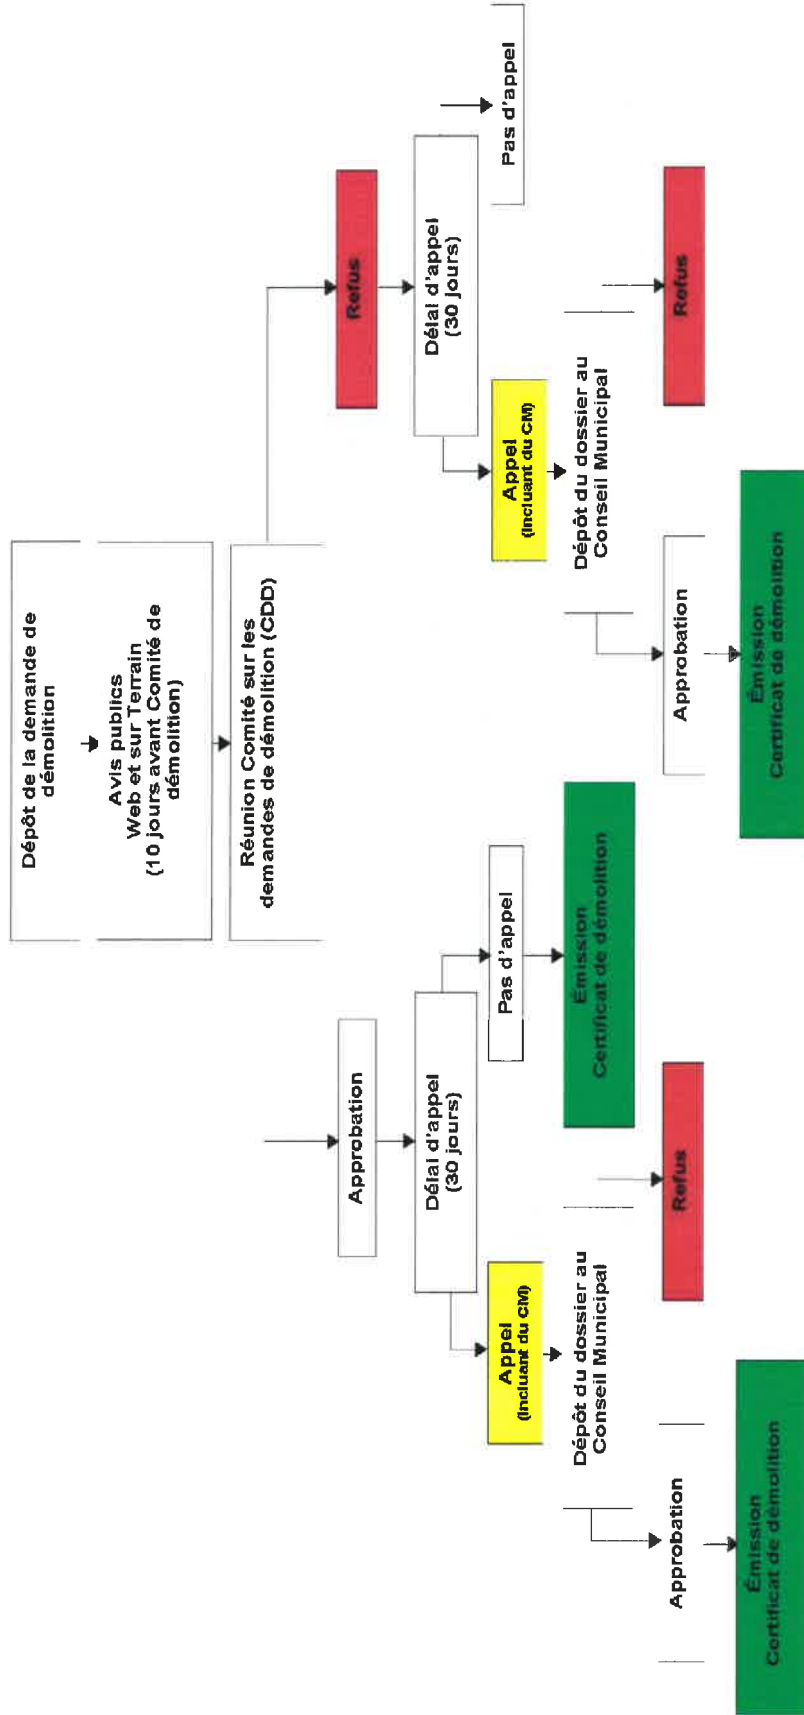 Dépôt de la demande de
démolition
Avis publics
Web et sur Terrain
(10 jours avant Comité de
démolition)
Réunion Comité sur les
demandes de démolition (CDD)
Approbation
Délai d'appel
(30 jours)
Appel
(Incluant du CM)
Dépôt du dossier au
Conseil Municipal
Approbation
Émission
Certificat de démolition
Refus
Pas d'appel
Émission
Certificat de démolition
Refus
Délai d'appel
(30 jours)
Appel
(Incluant du CM)
Dépôt du dossier au
Conseil Municipal
Approbation
Émission
Certificat de démolition
Refus
Pas d'appel